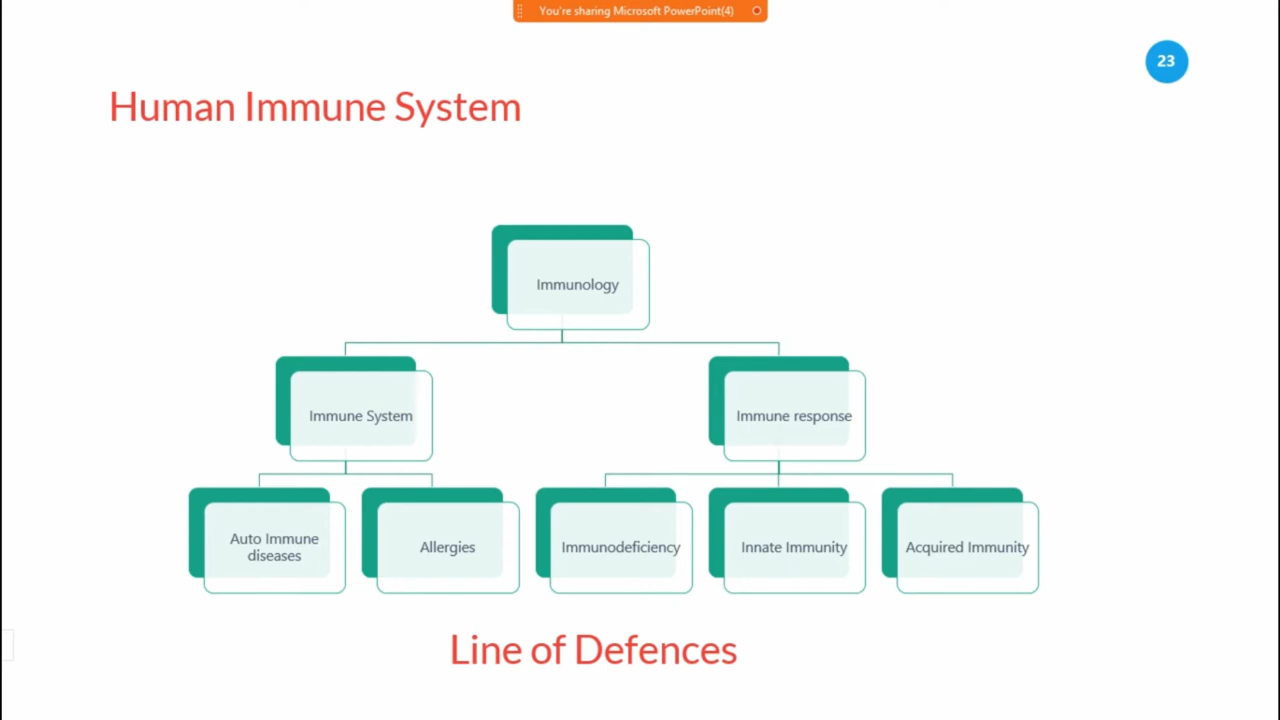 You're sharing Microsoft PowerPoint(4)
23
Human Immune System
Immunology
Immune System
Immune response
Auto Immune
diseases
Allergies
Immunodeficiency
Innate Immunity
Acquired Immunity
Line of Defences